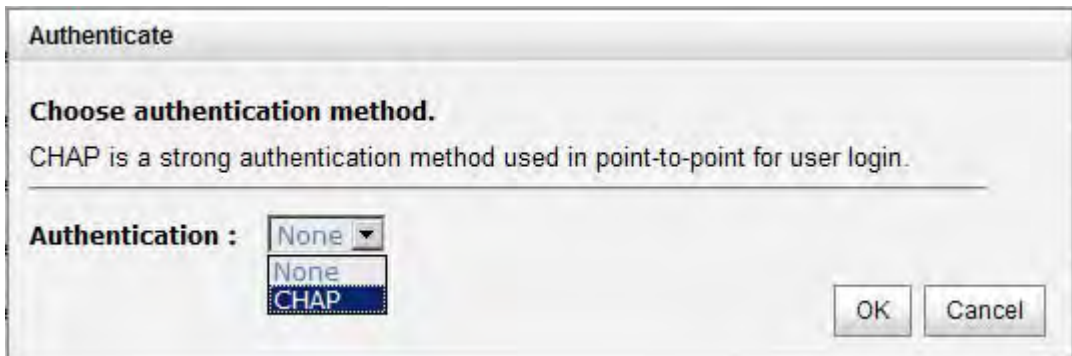 Authenticate
Choose authentication method.
CHAP is a strong authentication method used in point-to-point for user login.
Authentication : None
None
CHAP
OK Cancel